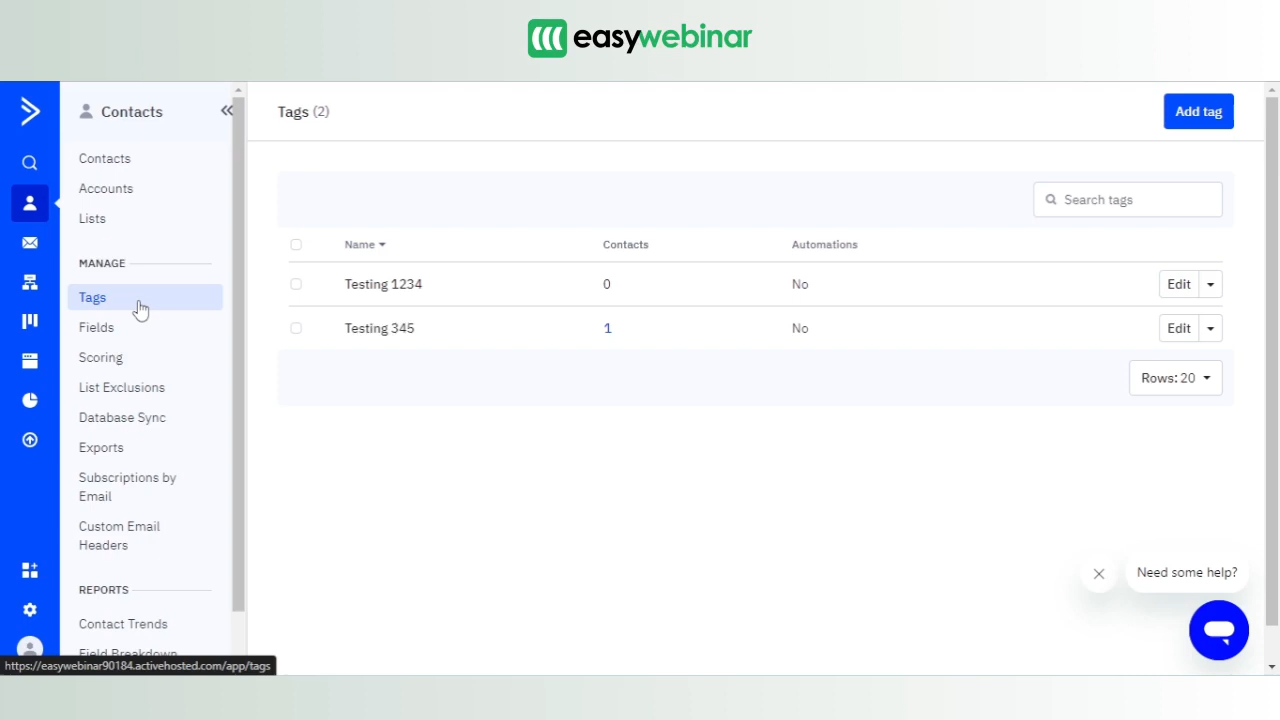 easywebinar
Contacts
Contacts
Accounts
Lists
MANAGE
Tags
Fields
Scoring
List Exclusions
Database Sync
Exports
Subscriptions by
Email
Custom Email
Headers
REPORTS
Contact Trends
Field Breakdown
https://easywebinar90184.activehosted.com/app/tags
Tags (2)
Add tag
Search tags
Name Contacts Automations
Testing 1234 0 No Edit
Testing 345 1 No Edit
Rows: 20
Need some help?